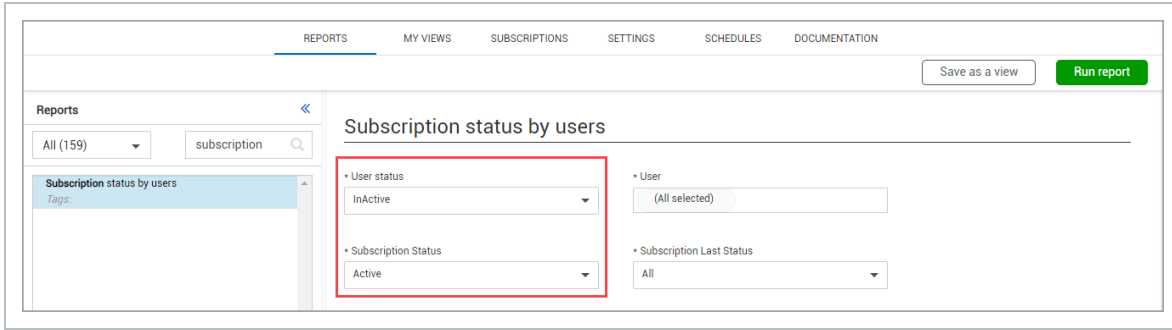 REPORTS MY VIEWS SUBSCRIPTIONS SETTINGS SCHEDULES DOCUMENTATION
Save as a view Run report
Reports
All (159) subscription
Subscription status by users
Tags:
Subscription status by users
* User status * User
InActive (All selected)
* Subscription Status * Subscription Last Status
Active All